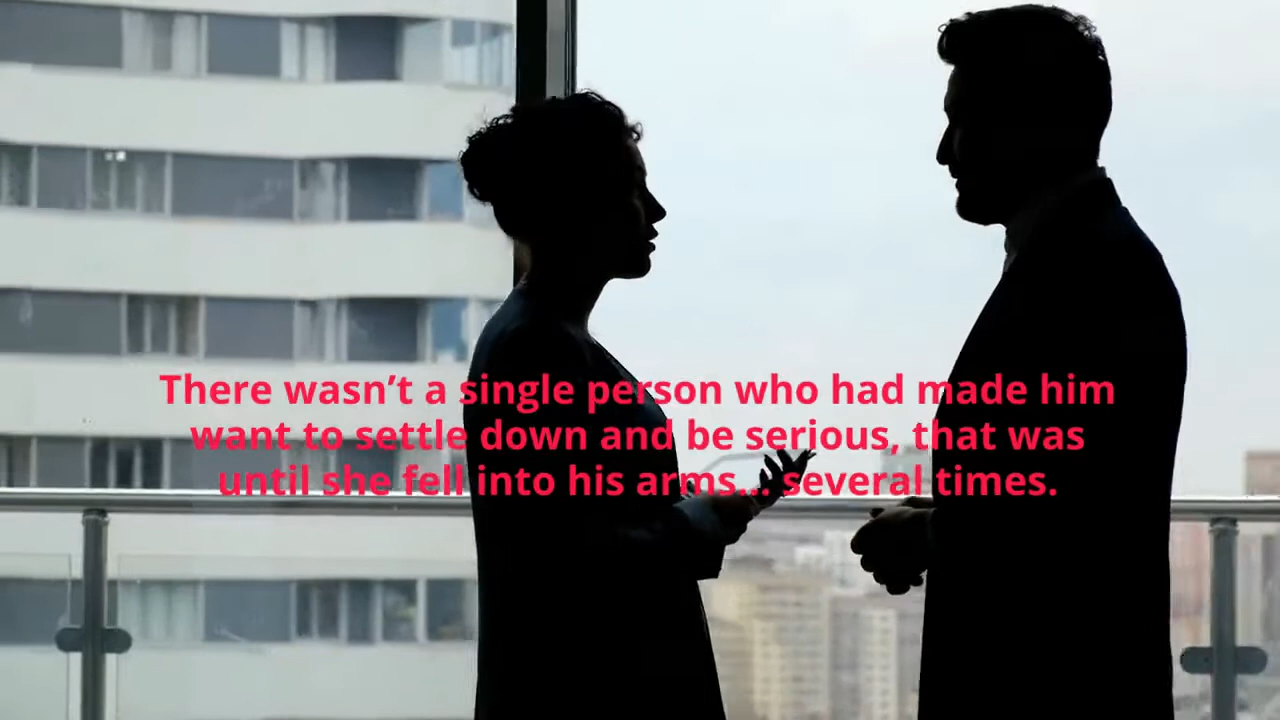 There wasn’t a single person who had made him
want to settle down and be serious, that was
until she fell into his arms... several times.